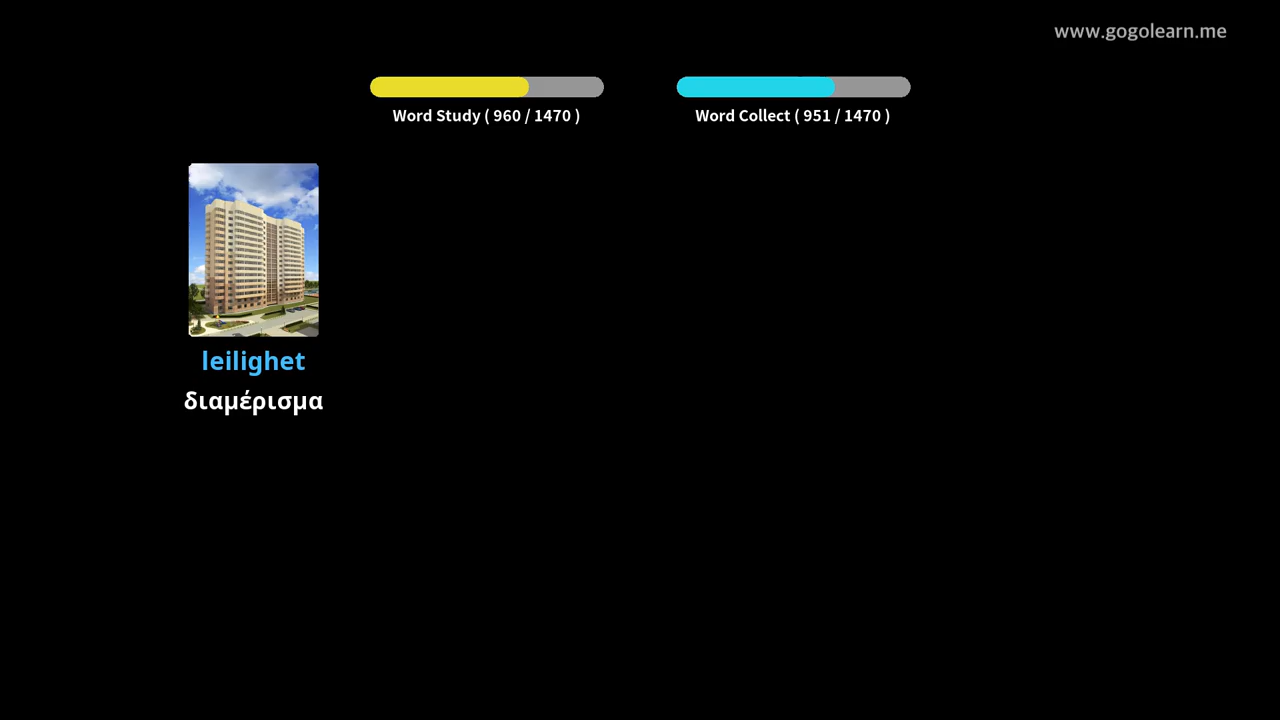 www.gogolearn.me
Word Study ( 960 / 1470 )
Word Collect ( 951 / 1470 )
leilighet
διαμέρισμα